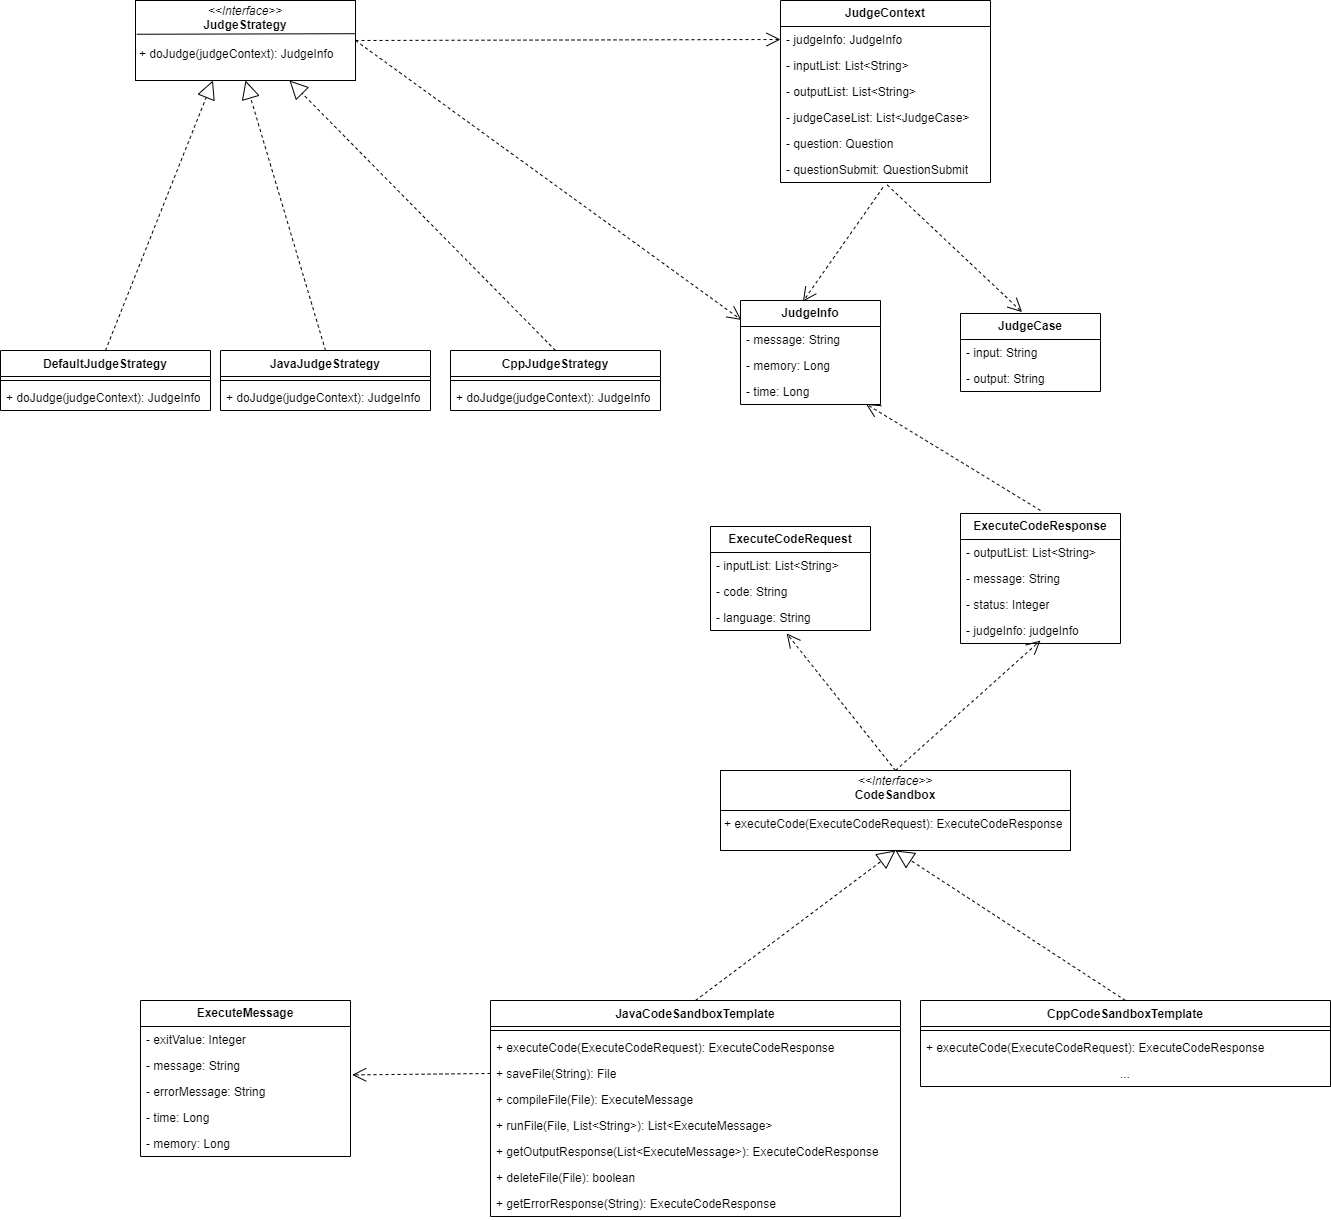 <<Interface>>
JudgeStrategy
+ doJudge(judgeContext): JudgeInfo
JudgeContext
- judgeInfo: JudgeInfo
- inputList: List<String>
- outputList: List<String>
- judgeCaseList: List<JudgeCase>
- question: Question
- questionSubmit: QuestionSubmit
DefaultJudgeStrategy
+ doJudge(judgeContext): JudgeInfo
JavaJudgeStrategy
+ doJudge(judgeContext): JudgeInfo
CppJudgeStrategy
+ doJudge(judgeContext): JudgeInfo
JudgeInfo
- message: String
- memory: Long
- time: Long
JudgeCase
- input: String
- output: String
ExecuteCodeRequest
- inputList: List<String>
- code: String
- language: String
ExecuteCodeResponse
- outputList: List<String>
- message: String
- status: Integer
- judgeInfo: judgeInfo
<<Interface>>
CodeSandbox
+ executeCode(ExecuteCodeRequest): ExecuteCodeResponse
ExecuteMessage
- exitValue: Integer
- message: String
- errorMessage: String
- time: Long
- memory: Long
JavaCodeSandboxTemplate
+ executeCode(ExecuteCodeRequest): ExecuteCodeResponse
+ saveFile(String): File
+ compileFile(File): ExecuteMessage
+ runFile(File, List<String>): List<ExecuteMessage>
+ getOutputResponse(List<ExecuteMessage>): ExecuteCodeResponse
+ deleteFile(File): boolean
+ getErrorResponse(String): ExecuteCodeResponse
CppCodeSandboxTemplate
+ executeCode(ExecuteCodeRequest): ExecuteCodeResponse
...